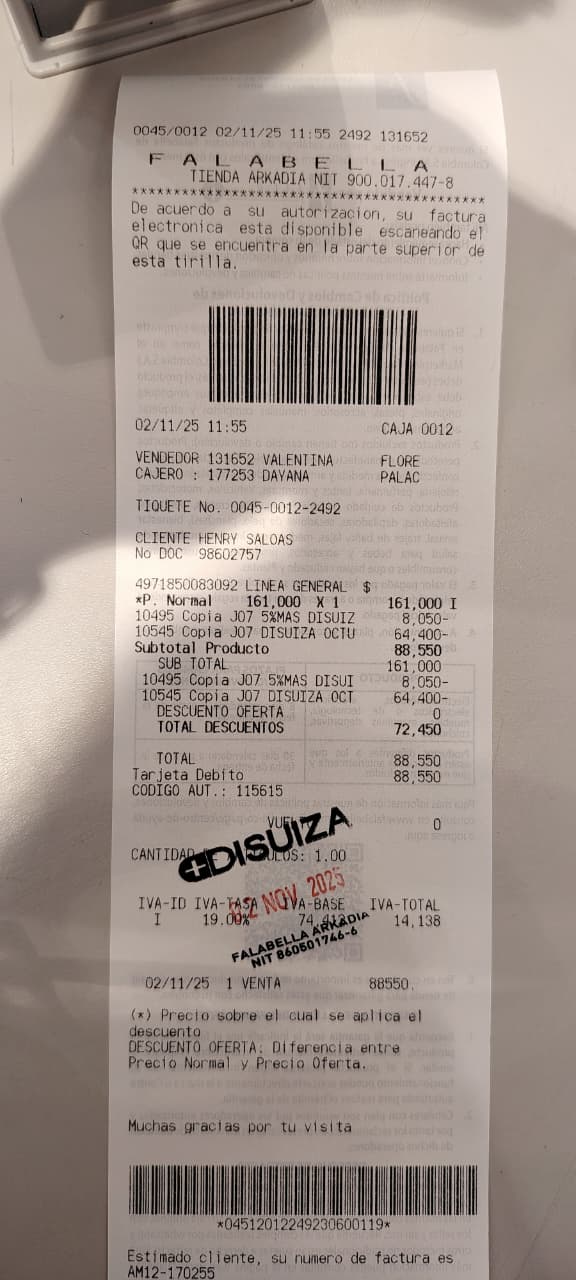 0045/0012 02/11/25 11:55 2492 131652
FALABELLA
TIENDA ARKADIA NIT 900.017.447-8
********************************************
De acuerdo a su autorizacion, su factura
electronica esta disponible escaneando el
QR que se encuentra en la parte superior de
esta tirilla.
02/11/25 11:55 CAJA 0012
VENDEDOR 131652 VALENTINA FLORE
CAJERO : 177253 DAYANA PALAC
TIQUETE No. 0045-0012-2492
CLIENTE HENRY SALOAS
No DOC 98602757
4971850083092 LINEA GENERAL $
*P. Normal 161,000 X 1 161,000 I
10495 Copia J07 5%MAS DISUIZ 8,050-
10545 Copia J07 DISUIZA OCTU 64,400-
Subtotal Producto 88,550
SUB TOTAL 161,000
10495 Copia J07 5%MAS DISUI 8,050-
10545 Copia J07 DISUIZA OCT 64,400-
DESCUENTO OFERTA 0
TOTAL DESCUENTOS 72,450
TOTAL 88,550
Tarjeta Debito 88,550
CODIGO AUT.: 115615
0
DISUIZA
CANTIDAD : 1.00
02 NOV 2025
IVA-ID IVA-TASA IVA-BASE IVA-TOTAL
I 19.00% 14,138
FALABELLA ARKADIA
NIT 860501746-6
02/11/25 1 VENTA 88550.
(*) Precio sobre el cual se aplica el
descuento
DESCUENTO OFERTA: Diferencia entre
Precio Normal y Precio Oferta.
Muchas gracias por tu visita
*04512012249230600119*
Estimado cliente, su numero de factura es
AM12-170255